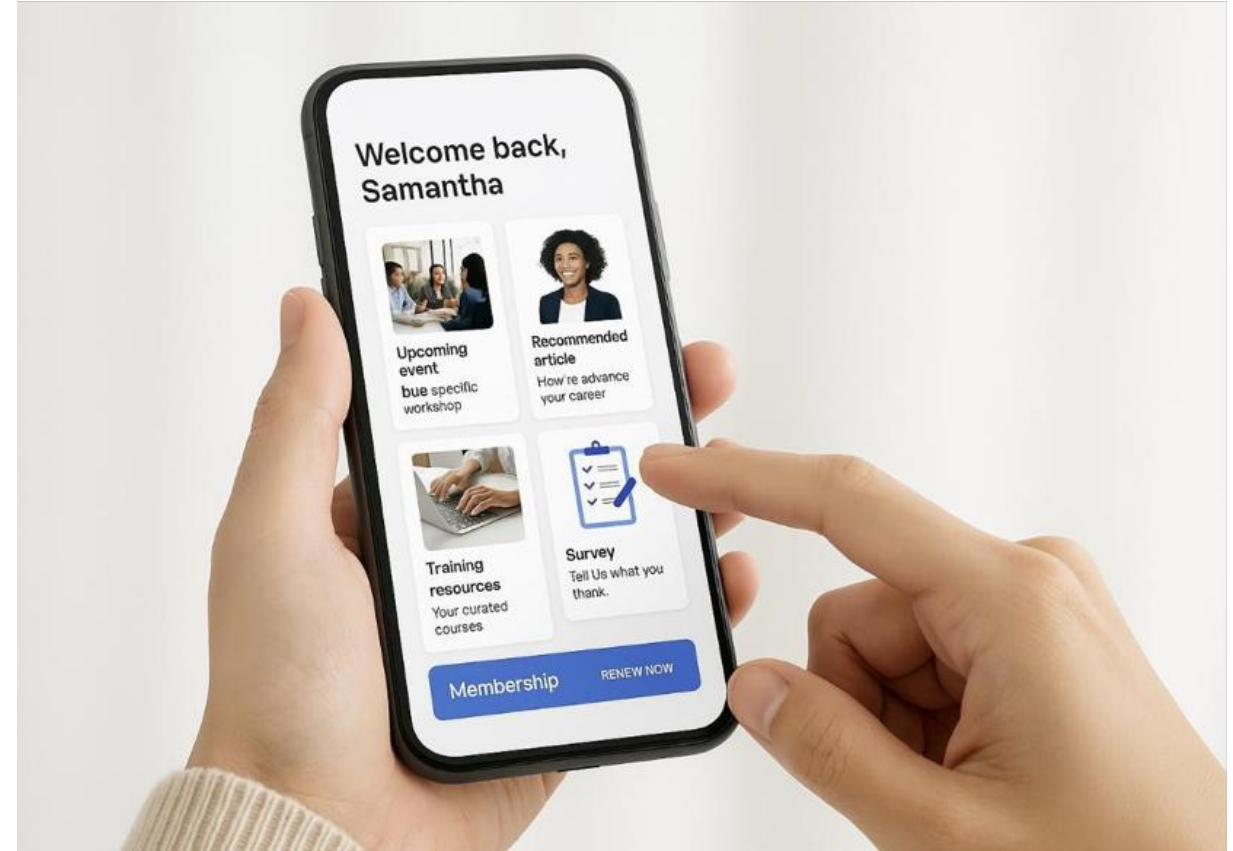 Welcome back,
Samantha
Upcoming
event
bue specific
workshop
Recommended
article
How're advance
your career
Training
resources
Your curated
courses
Survey
Tell Us what you
thank.
Membership
RENEW NOW